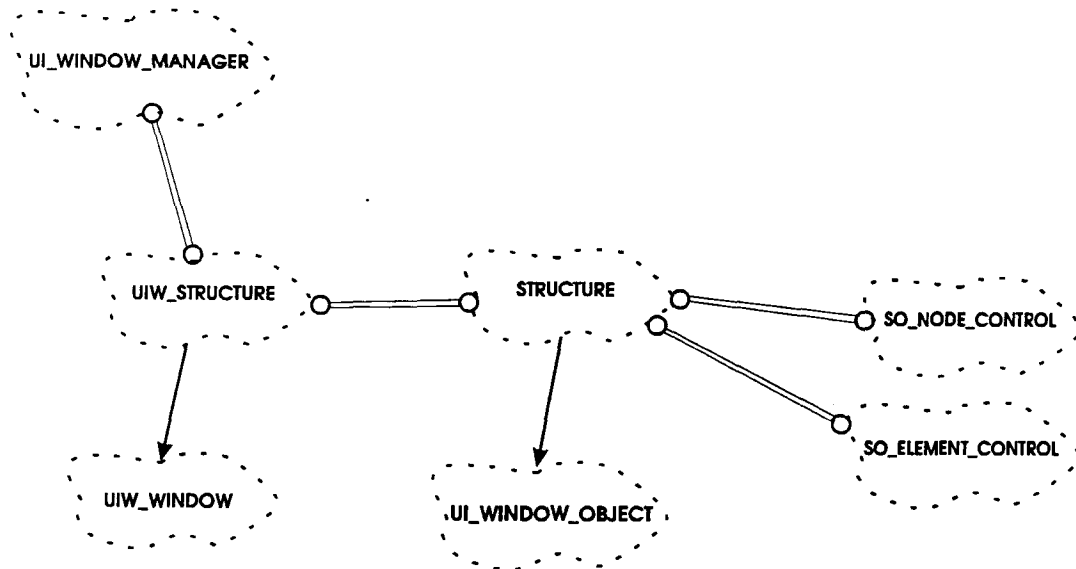 UI_WINDOW_MANAGER
UIW_STRUCTURE
STRUCTURE
SO_NODE_CONTROL
SO_ELEMENT_CONTROL
UIW_WINDOW
UI_WINDOW_OBJECT